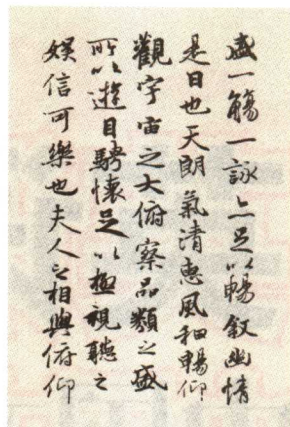 盛一觴一詠亦足以暢敘幽情
是日也天朗氣清惠風和暢仰
觀宇宙之大俯察品類之盛
所以遊目騁懷足以極視聽之
娛信可樂也夫人之相與俯仰